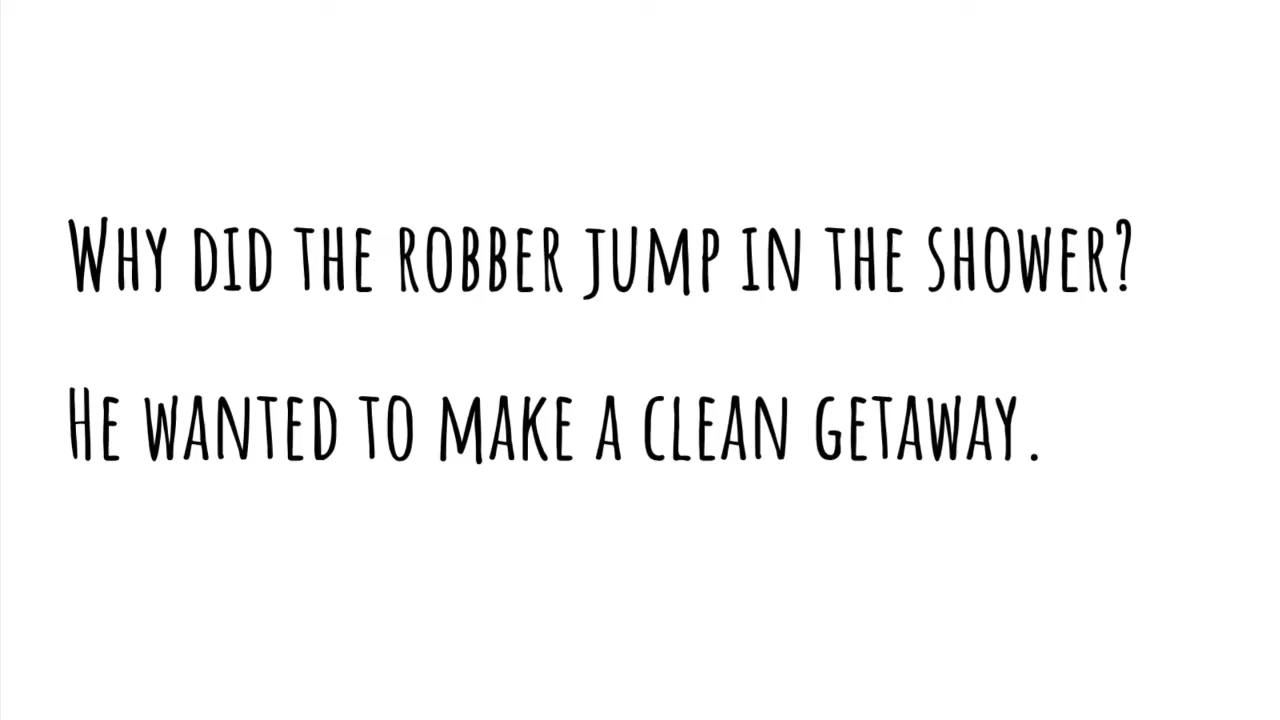 Why did the robber jump in the shower?
He wanted to make a clean getaway.